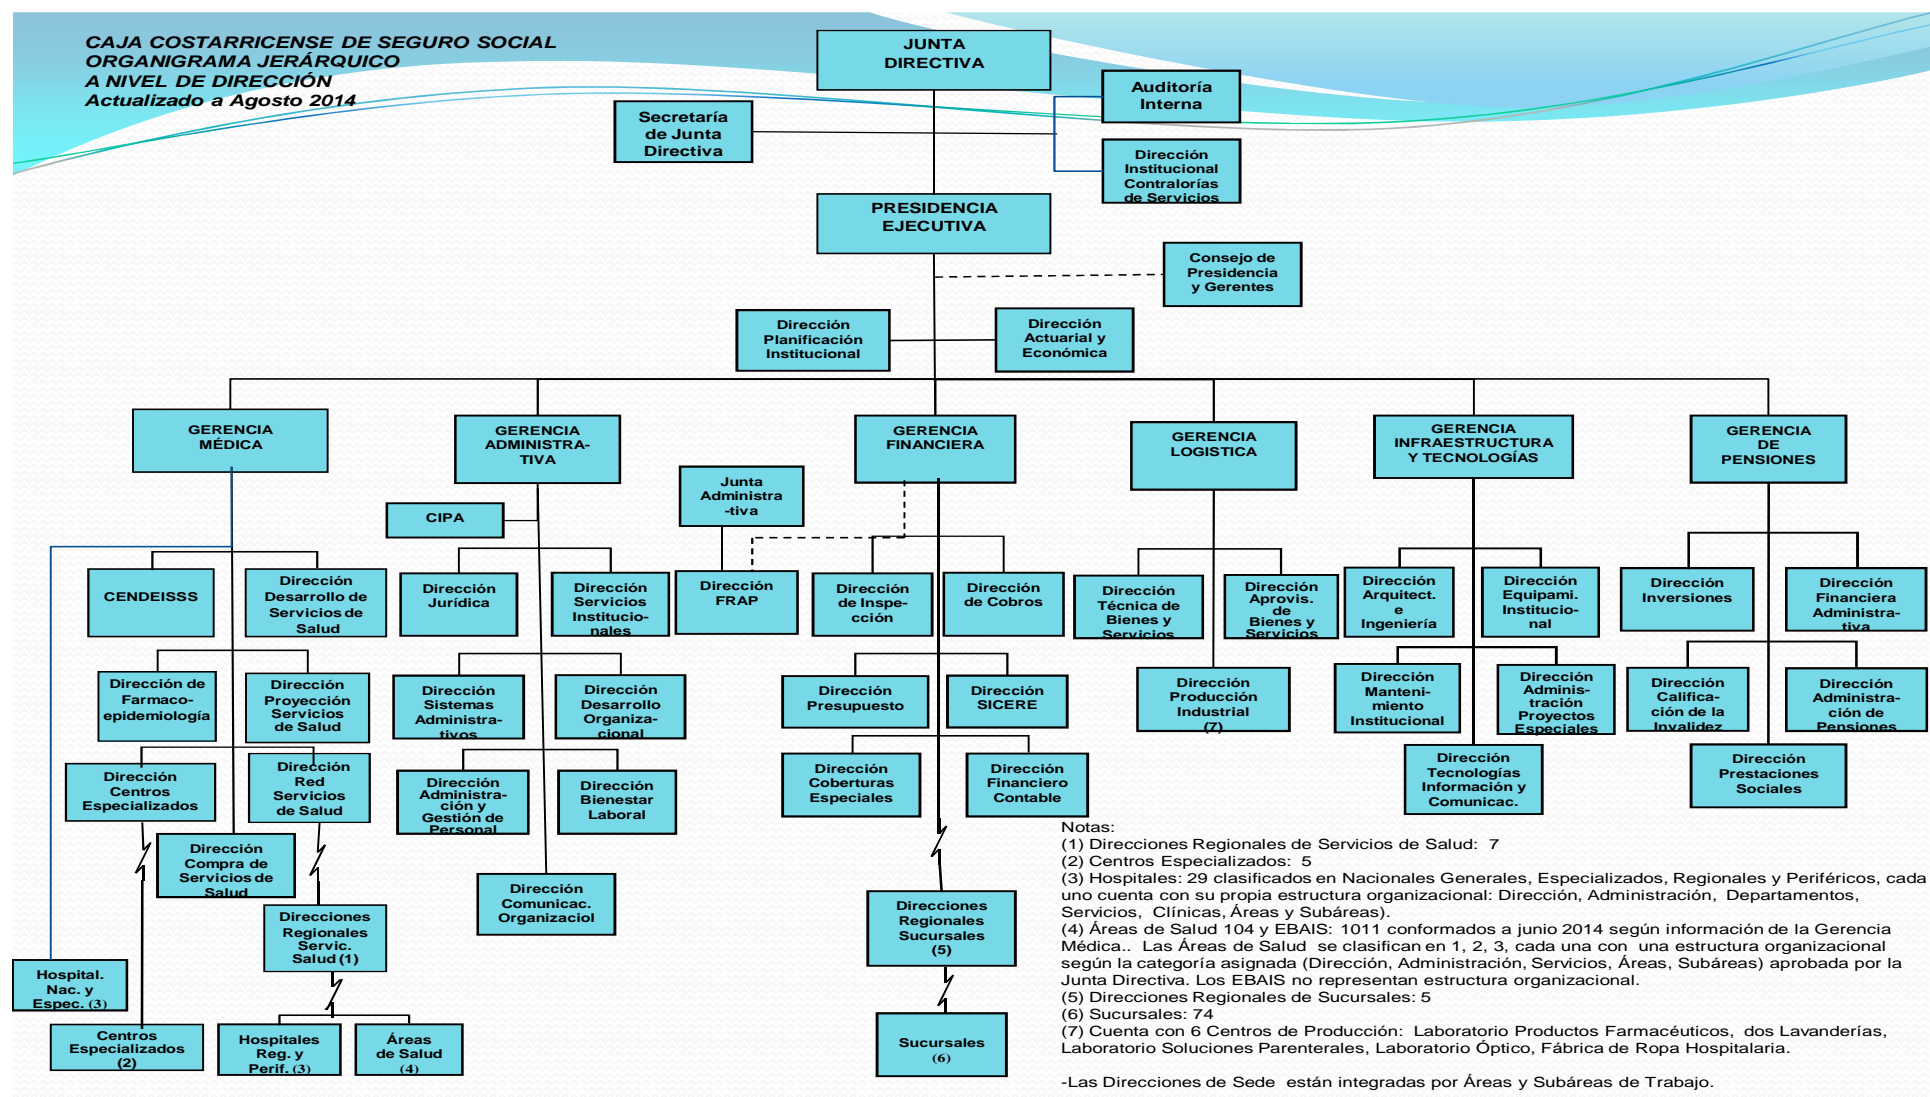 CAJA COSTARRICENSE DE SEGURO SOCIAL
ORGANIGRAMA JERÁRQUICO
A NIVEL DE DIRECCIÓN
Actualizado a Agosto 2014
JUNTA
DIRECTIVA
Auditoría
Interna
Secretaría
de Junta
Directiva
Dirección
Institucional
Contralorías
de Servicios
PRESIDENCIA
EJECUTIVA
Consejo de
Presidencia
y Gerentes
Dirección
Planificación
Institucional
Dirección
Actuarial y
Económica
GERENCIA
MÉDICA
GERENCIA
ADMINISTRA-
TIVA
GERENCIA
FINANCIERA
GERENCIA
LOGISTICA
GERENCIA
INFRAESTRUCTURA
Y TECNOLOGÍAS
GERENCIA
DE
PENSIONES
CIPA
Junta
Administra
-tiva
CENDEISSS
Dirección
Desarrollo de
Servicios de
Salud
Dirección
Jurídica
Dirección
Servicios
Institucio-
nales
Dirección
FRAP
Dirección
de Inspe-
cción
Dirección
de Cobros
Dirección
Técnica de
Bienes y
Servicios
Dirección
Aprovis.
de
Bienes y
Servicios
Dirección
Arquitect.
e
Ingeniería
Dirección
Equipami.
Institucio-
nal
Dirección
Inversiones
Dirección
Financiera
Administra-
tiva
Dirección de
Farmaco-
epidemiología
Dirección
Proyección
Servicios
de Salud
Dirección
Sistemas
Administra-
tivos
Dirección
Desarrollo
Organiza-
cional
Dirección
Presupuesto
Dirección
SICERE
Dirección
Producción
Industrial
(7)
Dirección
Manteni-
miento
Institucional
Dirección
Adminis-
tración
Proyectos
Especiales
Dirección
Califica-
ción de la
Invalidez
Dirección
Administra-
ción de
Pensiones
Dirección
Centros
Especializados
Dirección
Red
Servicios
de Salud
Dirección
Administra-
ción y
Gestión de
Personal
Dirección
Bienestar
Laboral
Dirección
Coberturas
Especiales
Dirección
Financiero
Contable
Dirección
Tecnologías
Información y
Comunicac.
Dirección
Prestaciones
Sociales
Dirección
Compra de
Servicios de
Salud
Dirección
Comunicac.
Organizaciol
Direcciones
Regionales
Servic.
Salud (1)
Direcciones
Regionales
Sucursales
(5)
Hospital.
Nac. y
Espec. (3)
Centros
Especializados
(2)
Hospitales
Reg. y
Perif. (3)
Áreas
de Salud
(4)
Sucursales
(6)
Notas:
(1) Direcciones Regionales de Servicios de Salud: 7
(2) Centros Especializados: 5
(3) Hospitales: 29 clasificados en Nacionales Generales, Especializados, Regionales y Periféricos, cada
uno cuenta con su propia estructura organizacional: Dirección, Administración, Departamentos,
Servicios, Clínicas, Áreas y Subáreas).
(4) Áreas de Salud 104 y EBAIS: 1011 conformados a junio 2014 según información de la Gerencia
Médica.. Las Áreas de Salud se clasifican en 1, 2, 3, cada una con una estructura organizacional
según la categoría asignada (Dirección, Administración, Servicios, Áreas, Subáreas) aprobada por la
Junta Directiva. Los EBAIS no representan estructura organizacional.
(5) Direcciones Regionales de Sucursales: 5
(6) Sucursales: 74
(7) Cuenta con 6 Centros de Producción: Laboratorio Productos Farmacéuticos, dos Lavanderías,
Laboratorio Soluciones Parenterales, Laboratorio Óptico, Fábrica de Ropa Hospitalaria.
-Las Direcciones de Sede están integradas por Áreas y Subáreas de Trabajo.